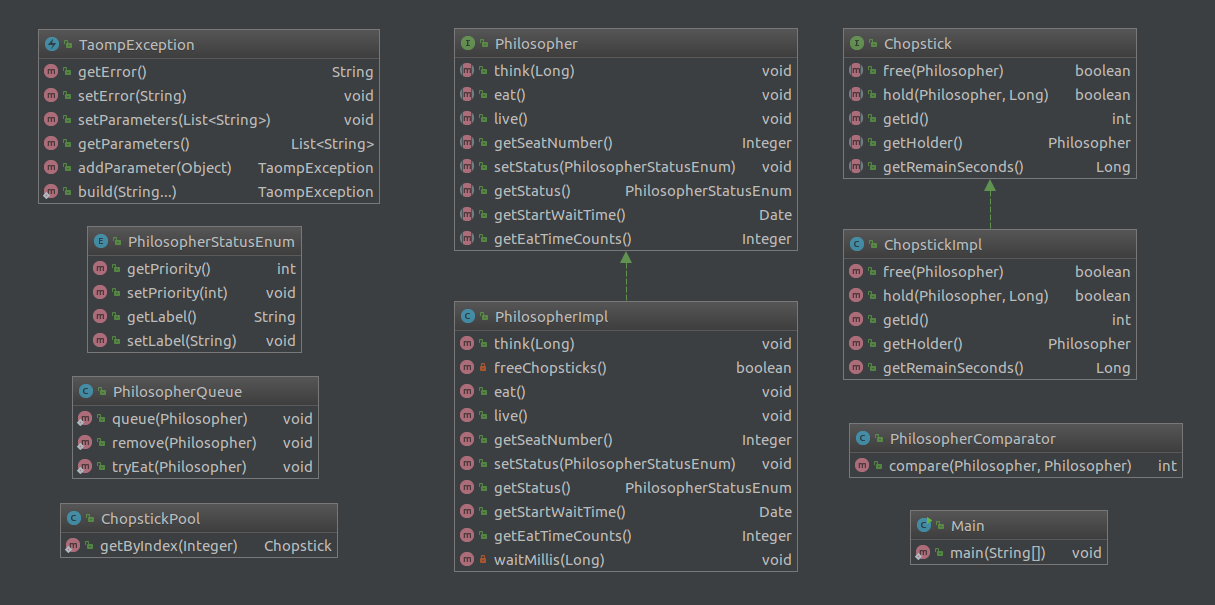 TaompException
getError() String
setError(String) void
setParameters(List<String>) void
getParameters() List<String>
addParameter(Object) TaompException
build(String...) TaompException
PhilosopherStatusEnum
getPriority() int
setPriority(int) void
getLabel() String
setLabel(String) void
PhilosopherQueue
queue(Philosopher) void
remove(Philosopher) void
tryEat(Philosopher) void
ChopstickPool
getByIndex(Integer) Chopstick
Philosopher
think(Long) void
eat() void
live() void
getSeatNumber() Integer
setStatus(PhilosopherStatusEnum) void
getStatus() PhilosopherStatusEnum
getStartWaitTime() Date
getEatTimeCounts() Integer
PhilosopherImpl
think(Long) void
freeChopsticks() boolean
eat() void
live() void
getSeatNumber() Integer
setStatus(PhilosopherStatusEnum) void
getStatus() PhilosopherStatusEnum
getStartWaitTime() Date
getEatTimeCounts() Integer
waitMillis(Long) void
Chopstick
free(Philosopher) boolean
hold(Philosopher, Long) boolean
getId() int
getHolder() Philosopher
getRemainSeconds() Long
ChopstickImpl
free(Philosopher) boolean
hold(Philosopher, Long) boolean
getId() int
getHolder() Philosopher
getRemainSeconds() Long
PhilosopherComparator
compare(Philosopher, Philosopher) int
Main
main(String[]) void